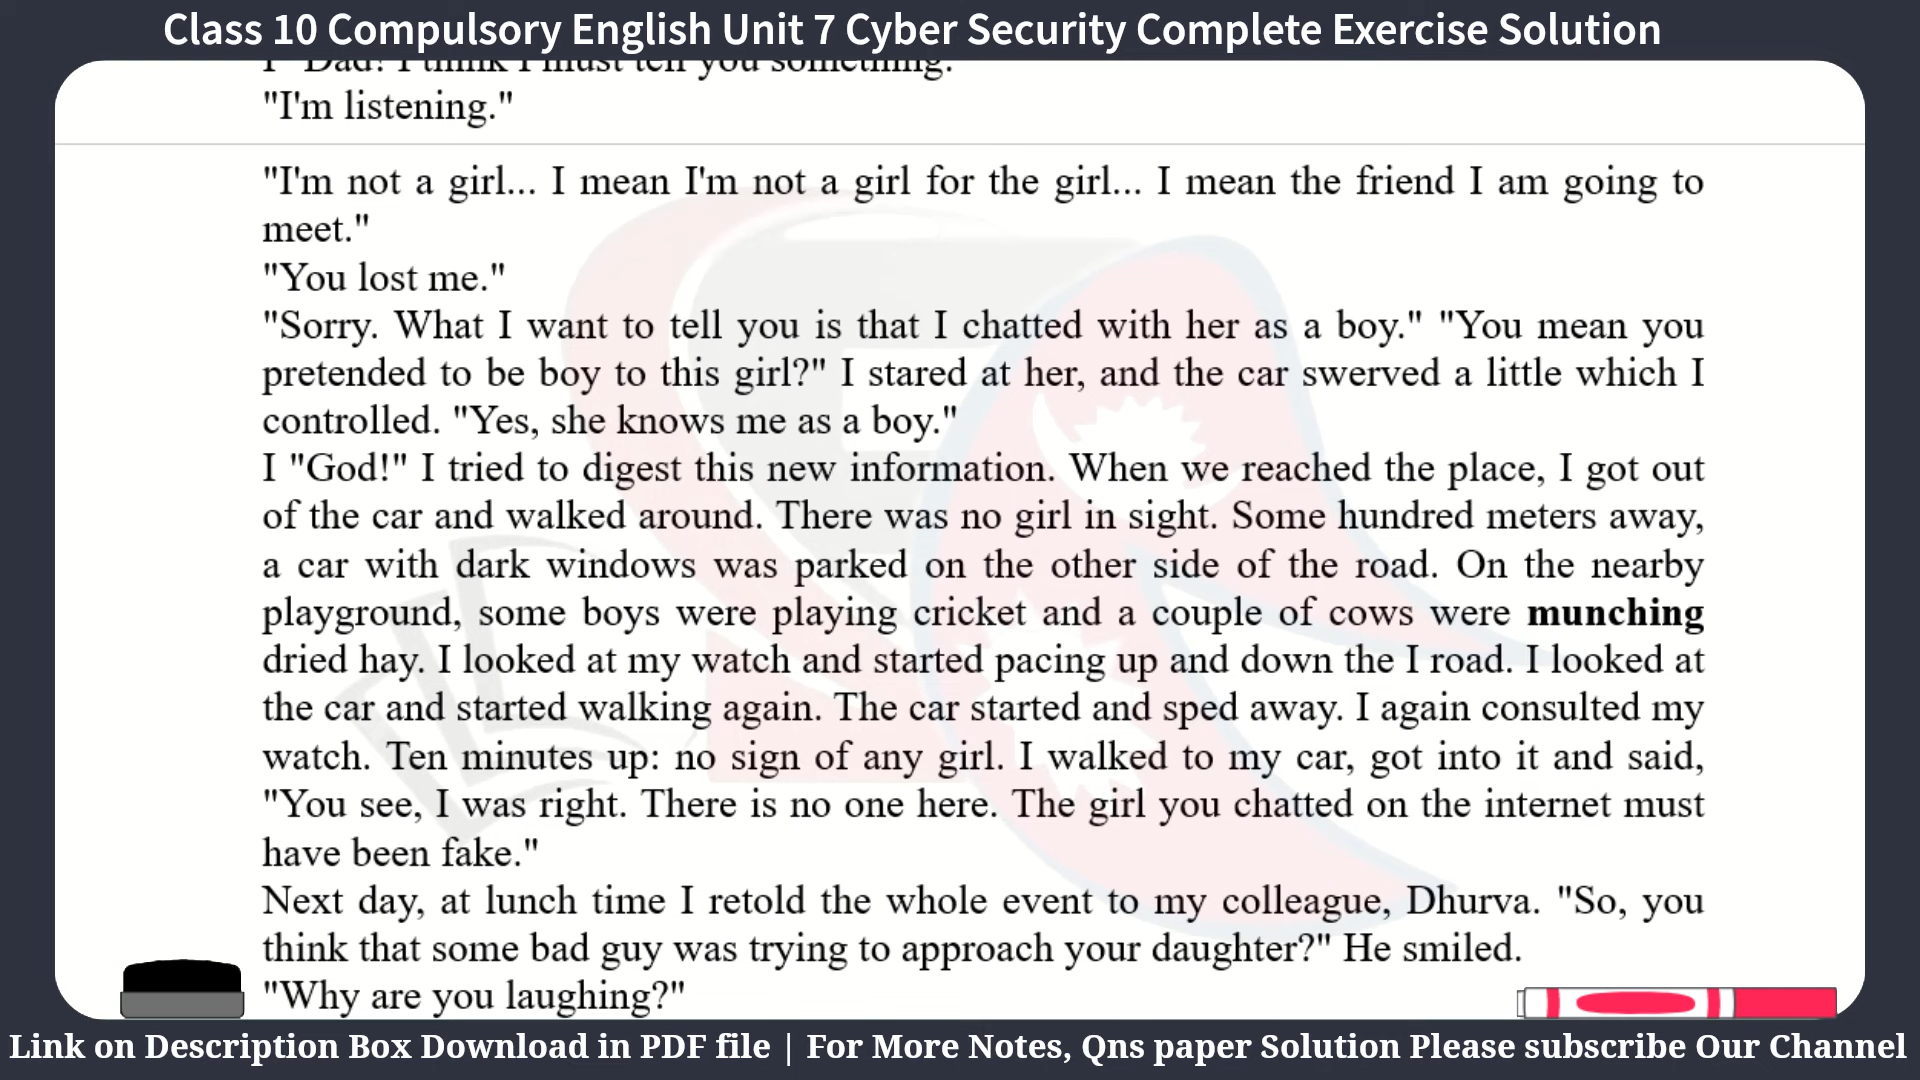 Class 10 Compulsory English Unit 7 Cyber Security Complete Exercise Solution
I "Dad! I think I must tell you something.
"I'm listening."
"I'm not a girl... I mean I'm not a girl for the girl... I mean the friend I am going to
meet."
"You lost me."
"Sorry. What I want to tell you is that I chatted with her as a boy." "You mean you
pretended to be boy to this girl?" I stared at her, and the car swerved a little which I
controlled. "Yes, she knows me as a boy."
I "God!" I tried to digest this new information. When we reached the place, I got out
of the car and walked around. There was no girl in sight. Some hundred meters away,
a car with dark windows was parked on the other side of the road. On the nearby
playground, some boys were playing cricket and a couple of cows were munching
dried hay. I looked at my watch and started pacing up and down the I road. I looked at
the car and started walking again. The car started and sped away. I again consulted my
watch. Ten minutes up: no sign of any girl. I walked to my car, got into it and said,
"You see, I was right. There is no one here. The girl you chatted on the internet must
have been fake."
Next day, at lunch time I retold the whole event to my colleague, Dhurva. "So, you
think that some bad guy was trying to approach your daughter?" He smiled.
"Why are you laughing?"
Link on Description Box Download in PDF file | For More Notes, Qns paper Solution Please subscribe Our Channel